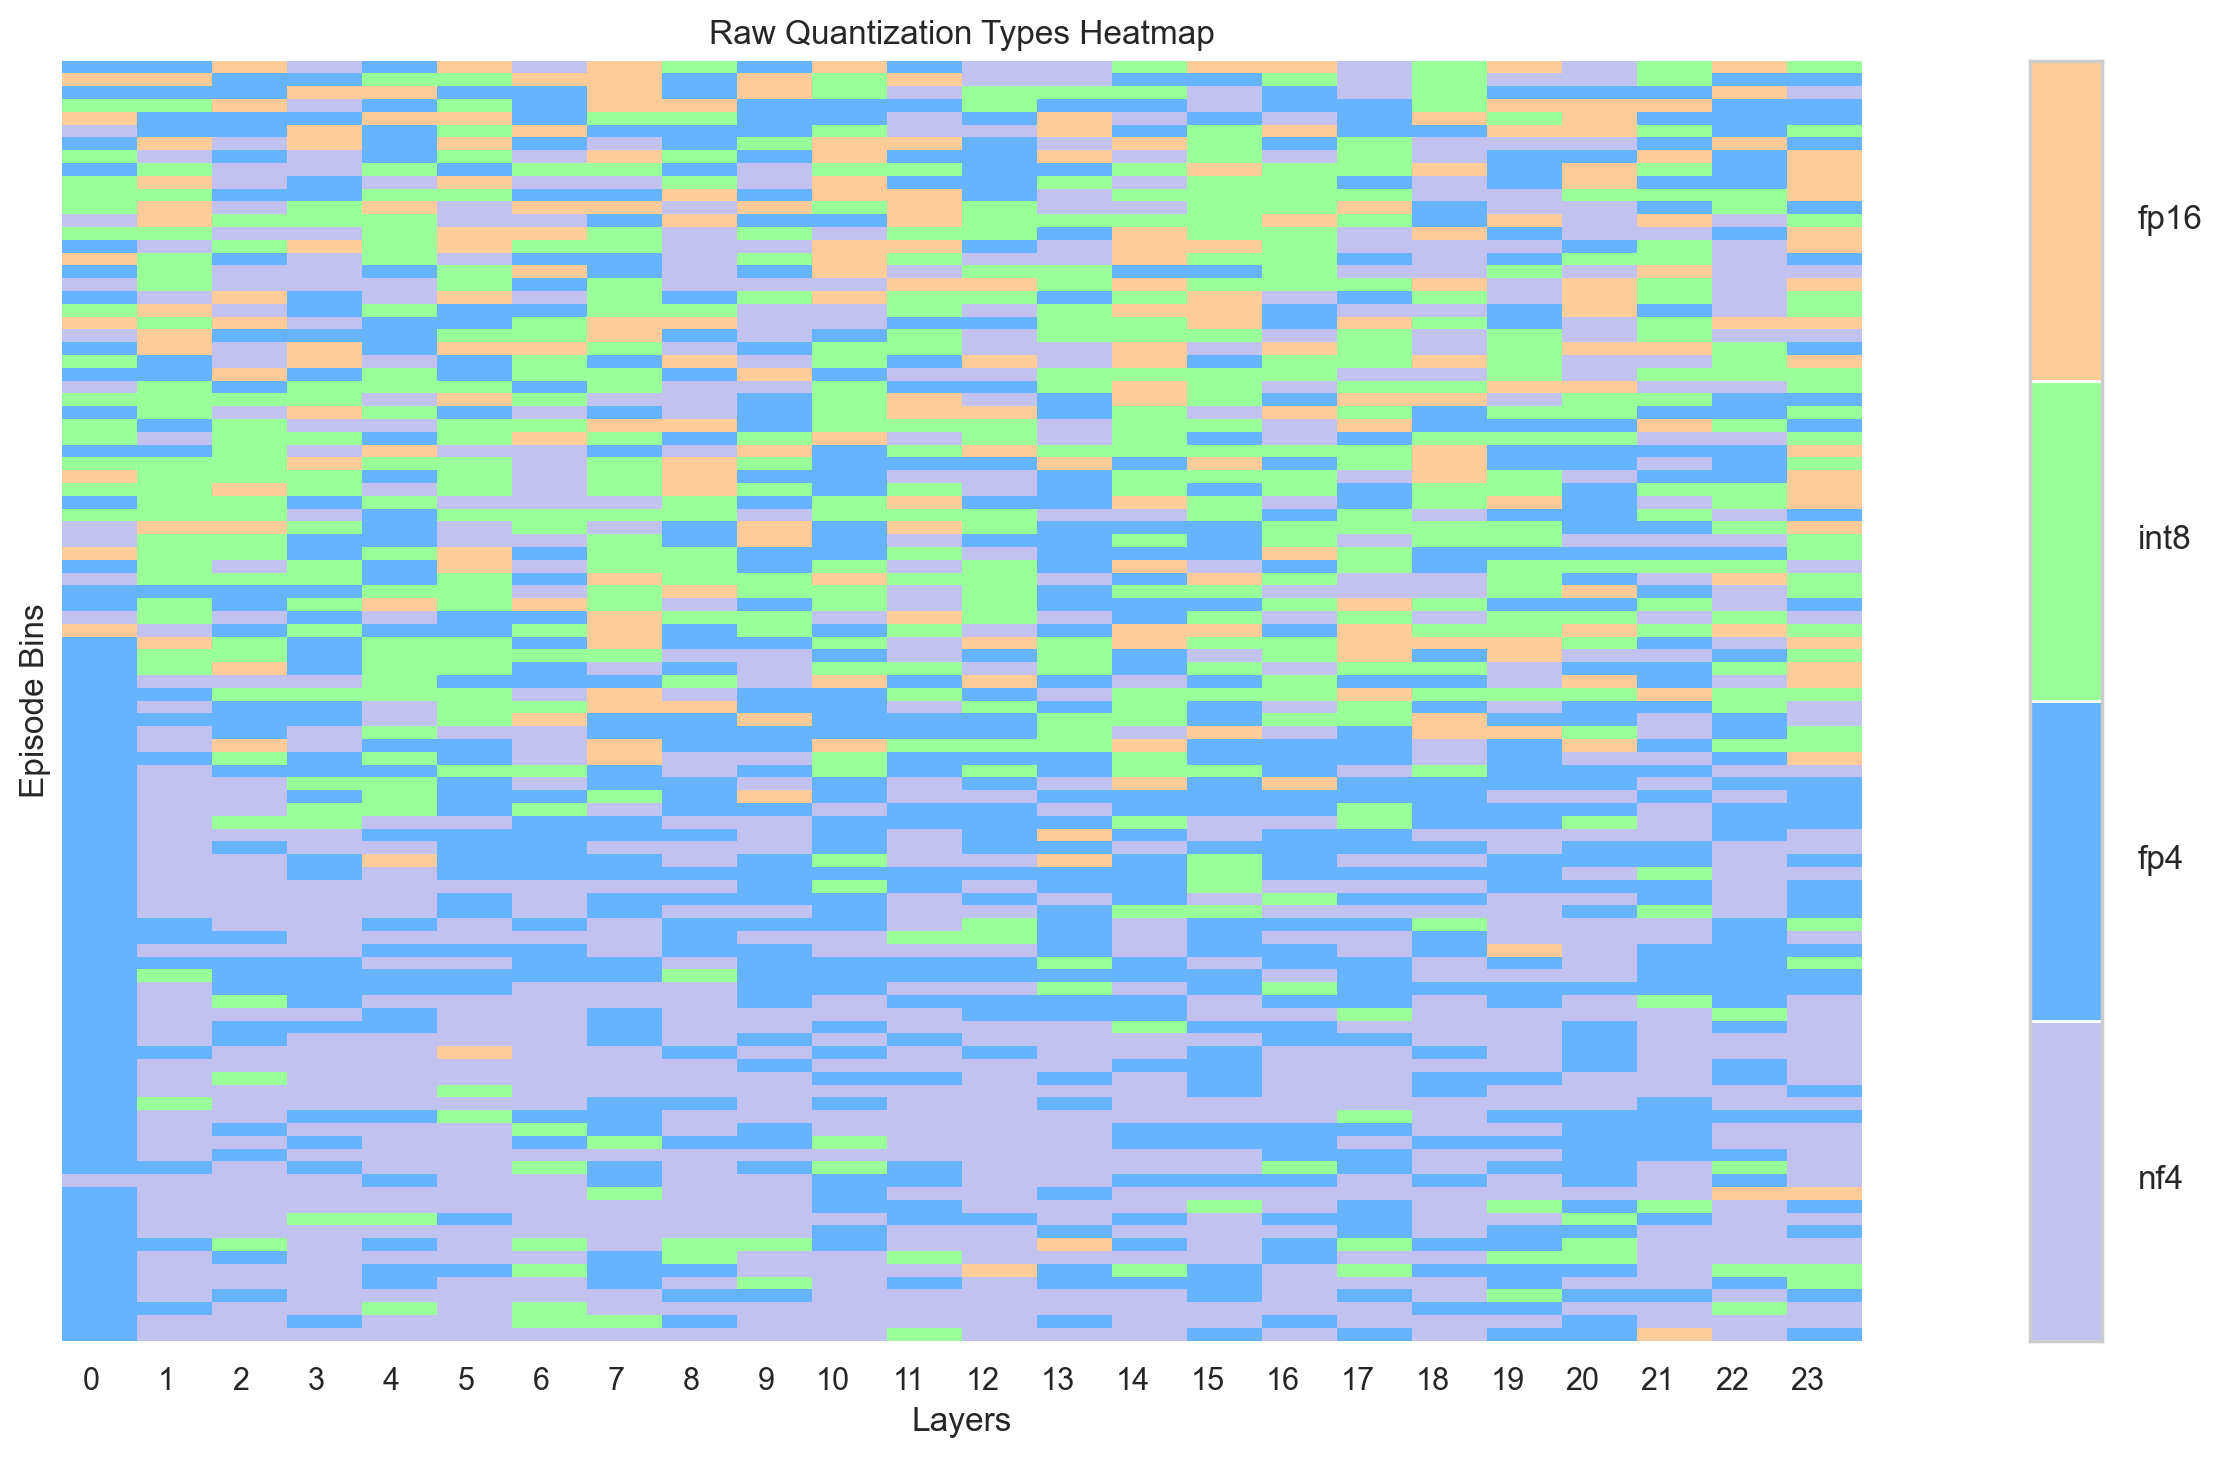 Raw Quantization Types Heatmap
fp16
int8
fp4
nf4
Episode Bins
0 1 2 3 4 5 6 7 8 9 10 11 12 13 14 15 16 17 18 19 20 21 22 23
Layers